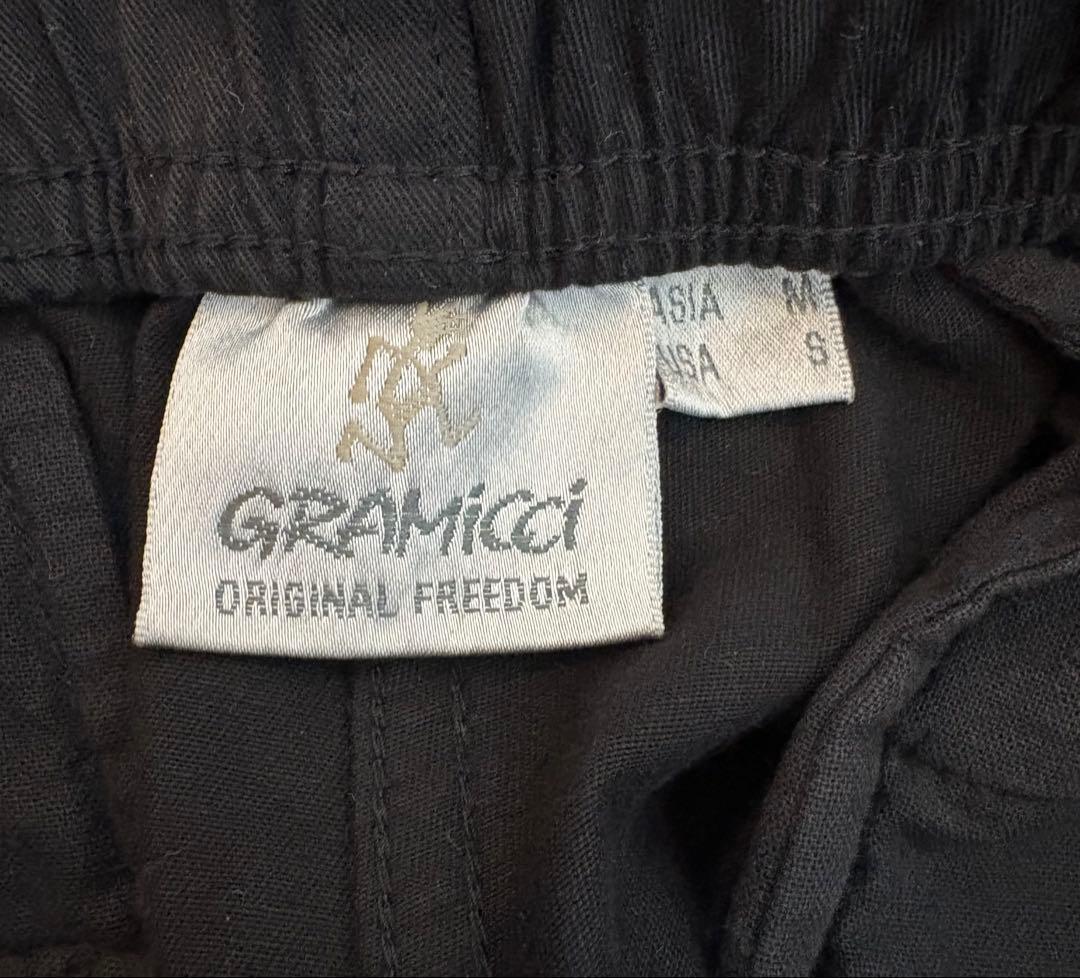 GRAMiCCi
ORIGINAL FREEDOM
ASIA M
USA S